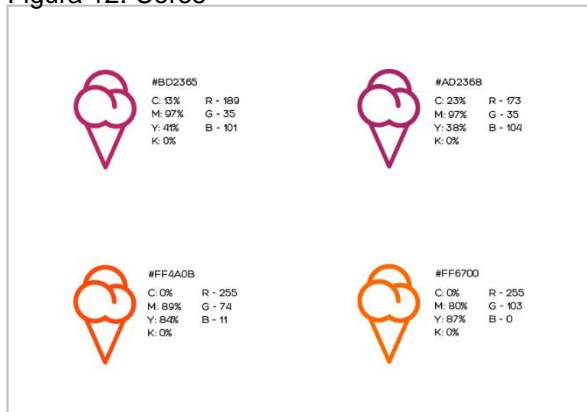 Figura 12: Cores
#BD2365
C: 13% R - 189
M: 97% G - 35
Y: 41% B - 101
K: 0%
#AD2368
C: 23% R - 173
M: 97% G - 35
Y: 38% B - 104
K: 0%
#FF4A0B
C: 0% R - 255
M: 89% G - 74
Y: 84% B - 11
K: 0%
#FF6700
C: 0% R - 255
M: 80% G - 103
Y: 87% B - 0
K: 0%